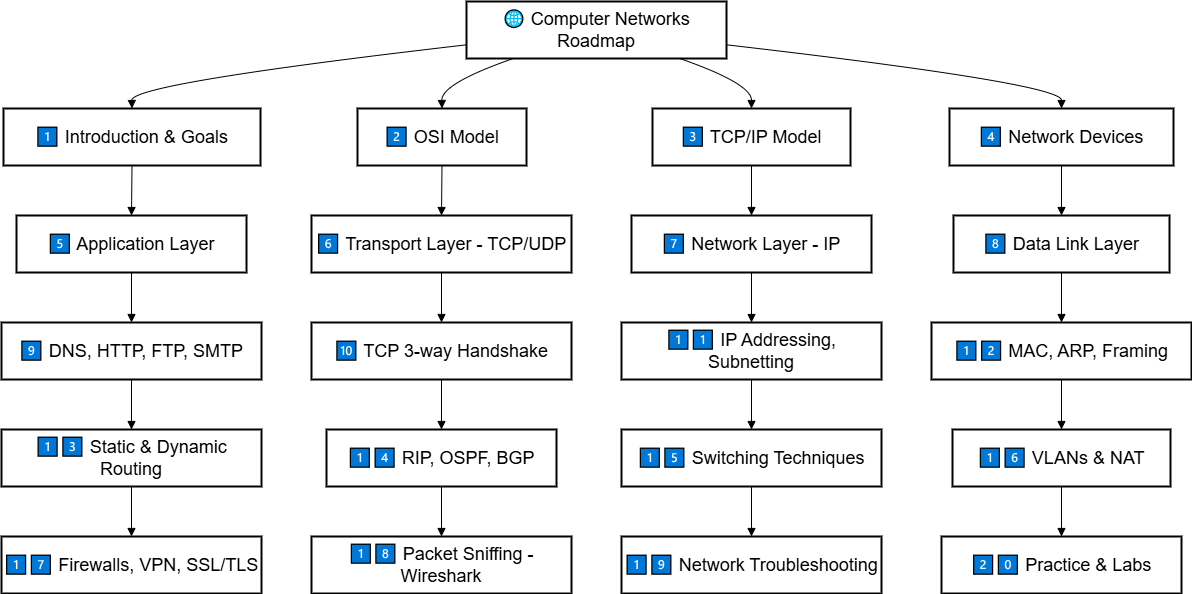 🌐 Computer Networks
Roadmap
1 Introduction & Goals
2 OSI Model
3 TCP/IP Model
4 Network Devices
5 Application Layer
6 Transport Layer - TCP/UDP
7 Network Layer - IP
8 Data Link Layer
9 DNS, HTTP, FTP, SMTP
10 TCP 3-way Handshake
1 1 IP Addressing,
Subnetting
1 2 MAC, ARP, Framing
1 3 Static & Dynamic
Routing
1 4 RIP, OSPF, BGP
1 5 Switching Techniques
1 6 VLANs & NAT
1 7 Firewalls, VPN, SSL/TLS
1 8 Packet Sniffing -
Wireshark
1 9 Network Troubleshooting
2 0 Practice & Labs